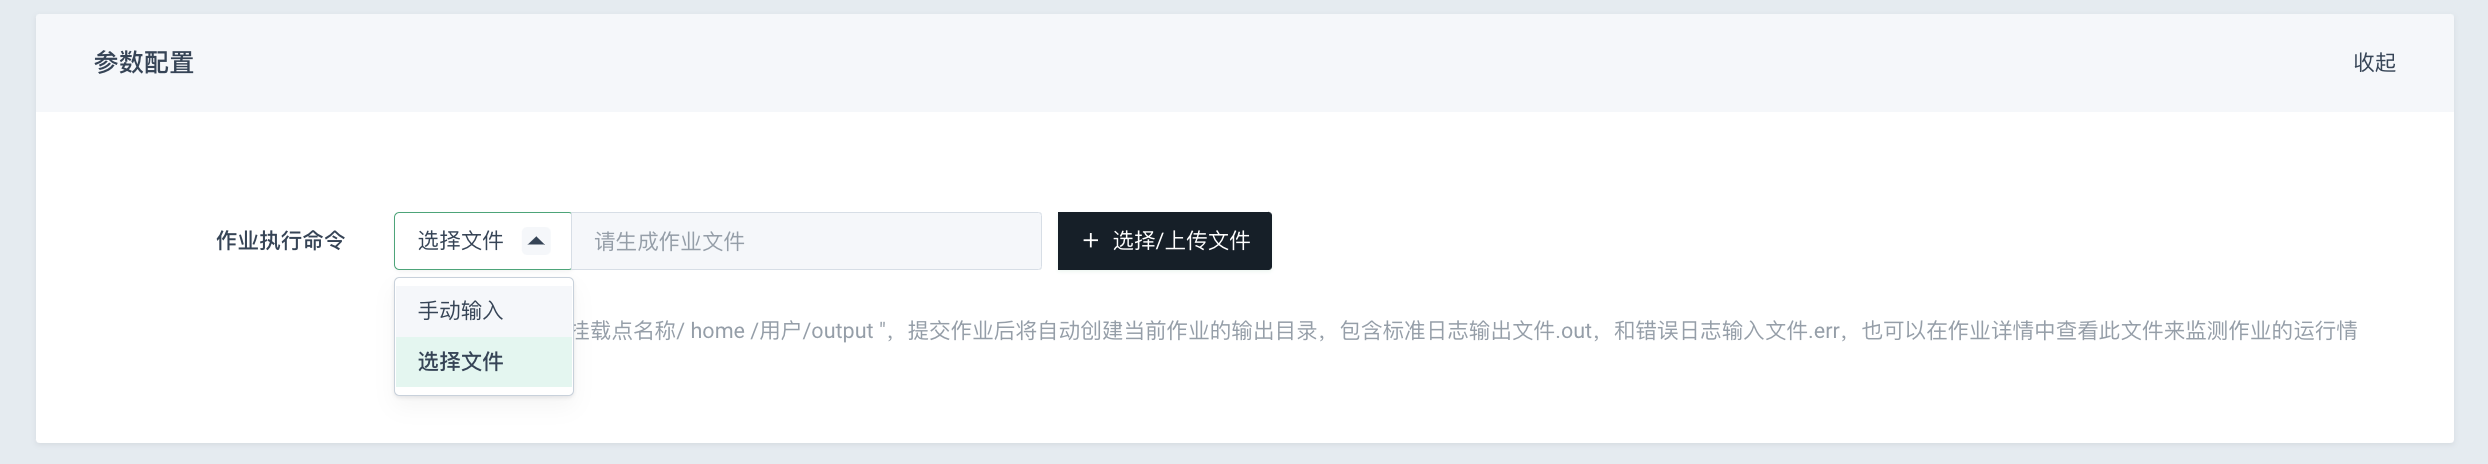 参数配置
收起
作业执行命令
选择文件
请生成作业文件
+ 选择/上传文件
手动输入
挂载点名称/ home /用户/output "，提交作业后将自动创建当前作业的输出目录，包含标准日志输出文件.out，和错误日志输入文件.err，也可以在作业详情中查看此文件来监测作业的运行情
选择文件